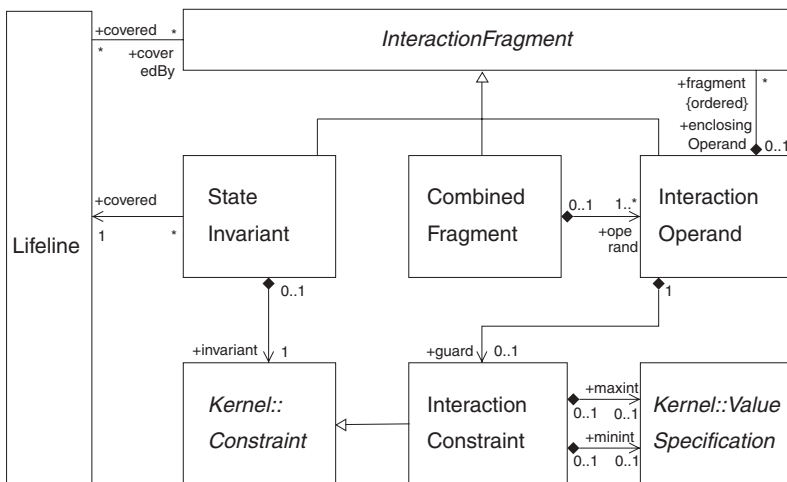 +covered
*
*
+cover
edBy
InteractionFragment
+fragment
*
{ordered}
+enclosing
Operand
0..1
Lifeline
+covered
1
*
State
Invariant
0..1
Combined
Fragment
0..1
1..*
+ope
rand
Interaction
Operand
1
+invariant
1
+guard
0..1
Kernel::
Constraint
Interaction
Constraint
+maxint
0..1
0..1
+minint
0..1
0..1
Kernel::Value
Specification